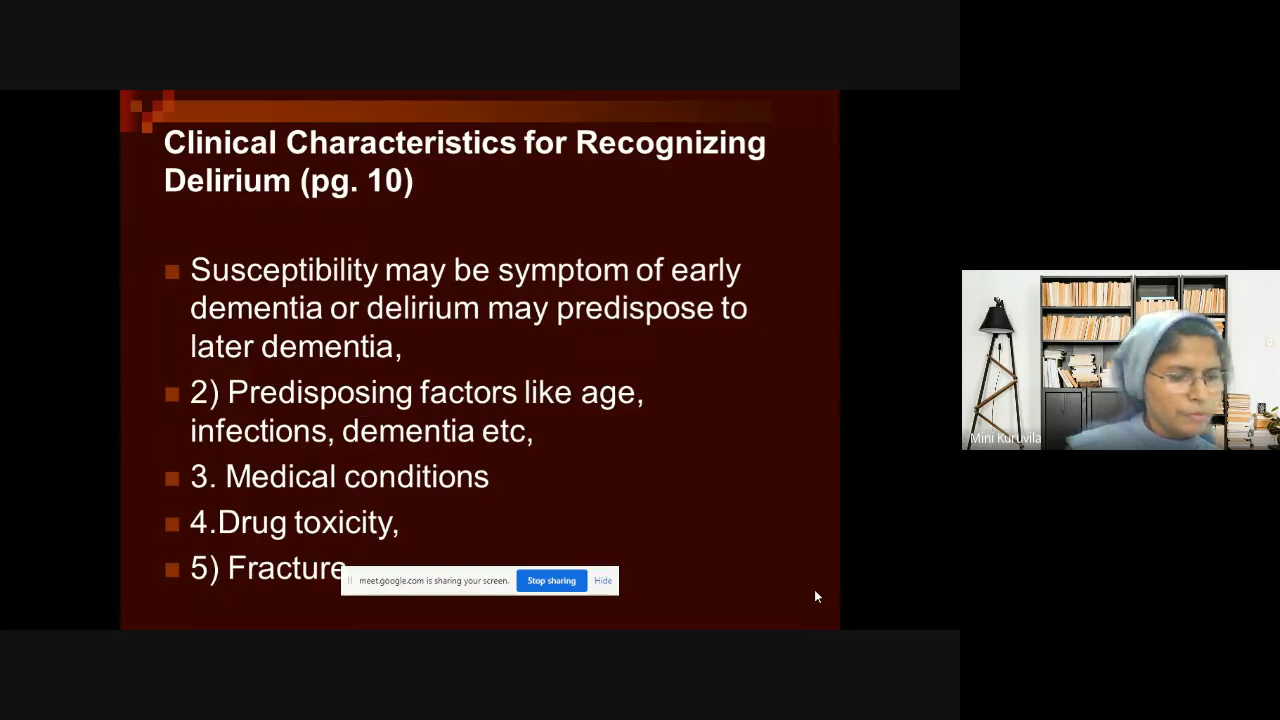 Clinical Characteristics for Recognizing
Delirium (pg. 10)
Susceptibility may be symptom of early
dementia or delirium may predispose to
later dementia,
2) Predisposing factors like age,
infections, dementia etc,
3. Medical conditions
4.Drug toxicity,
5) Fracture
meet.google.com is sharing your screen. Stop sharing Hide
Mini Kuruvila